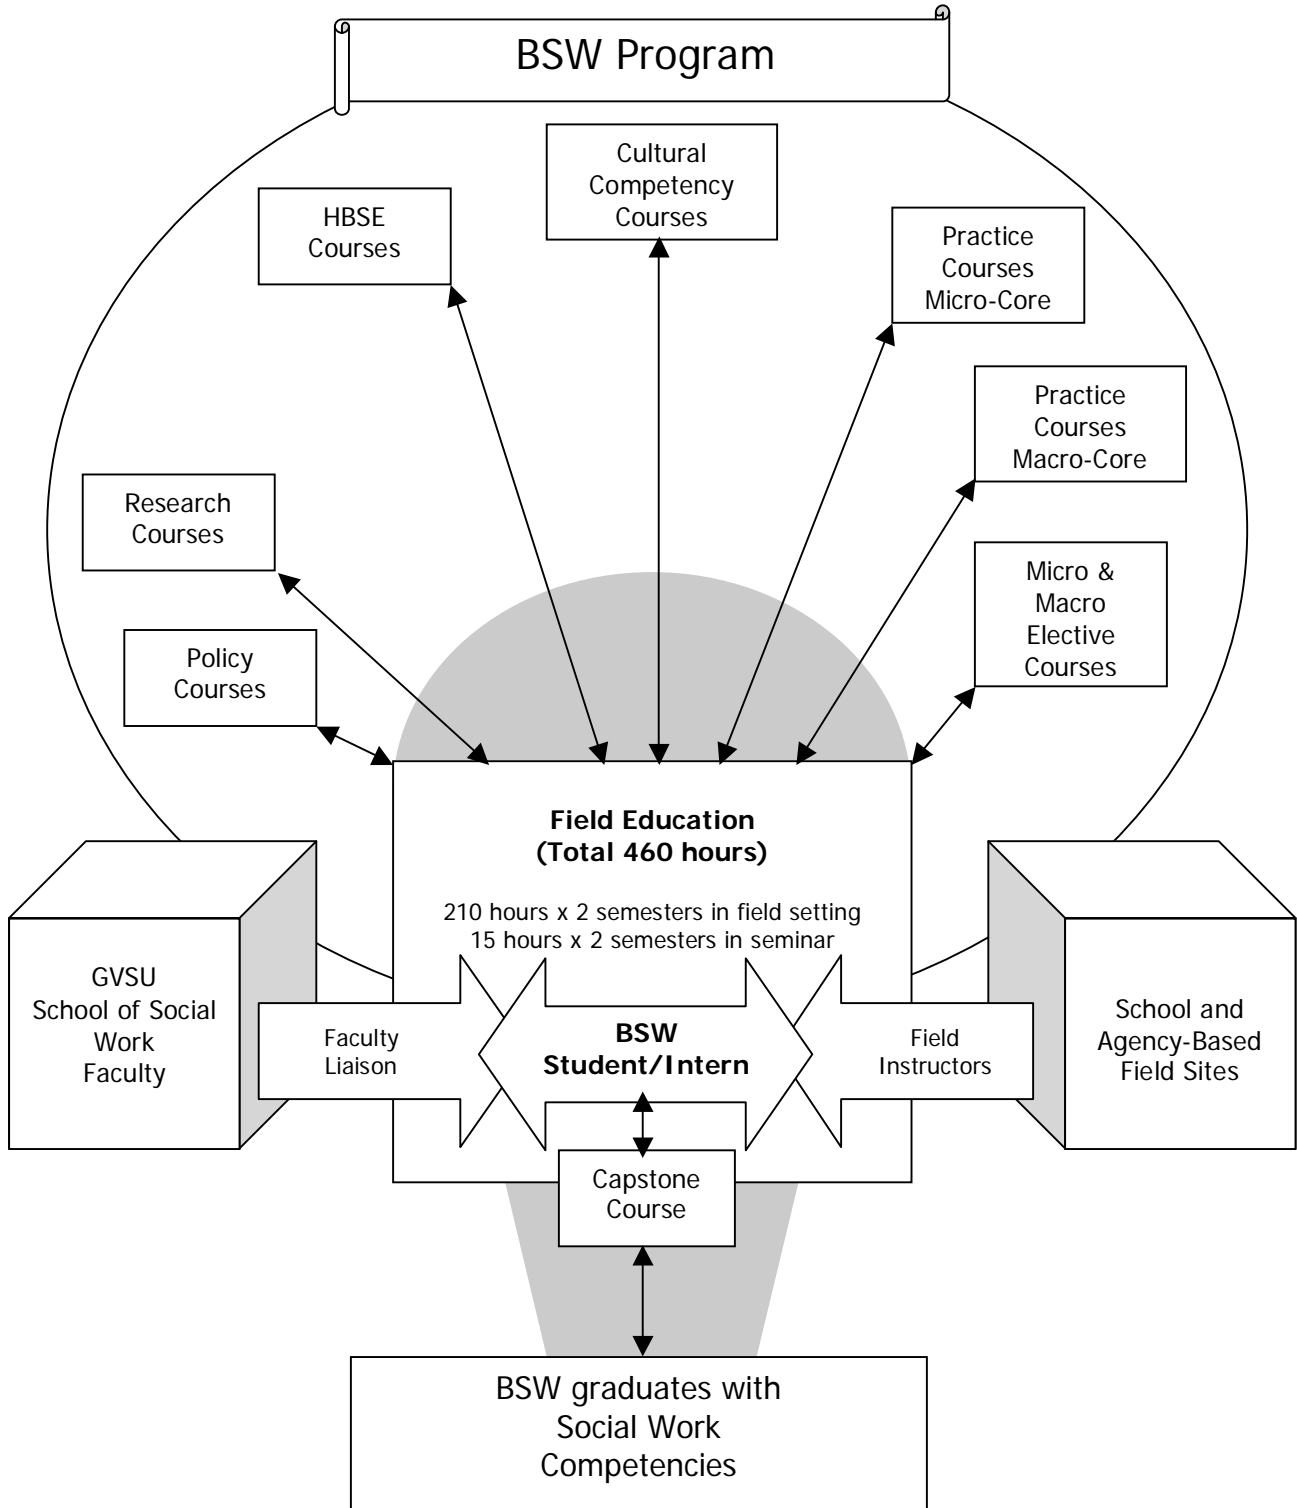 BSW Program
Cultural
Competency
Courses
HBSE
Courses
Practice
Courses
Micro-Core
Practice
Courses
Macro-Core
Research
Courses
Micro &
Macro
Elective
Courses
Policy
Courses
Field Education
(Total 460 hours)
210 hours x 2 semesters in field setting
15 hours x 2 semesters in seminar
GVSU
School of Social
Work
Faculty
Faculty
Liaison
BSW
Student/Intern
Field
Instructors
School and
Agency-Based
Field Sites
Capstone
Course
BSW graduates with
Social Work
Competencies